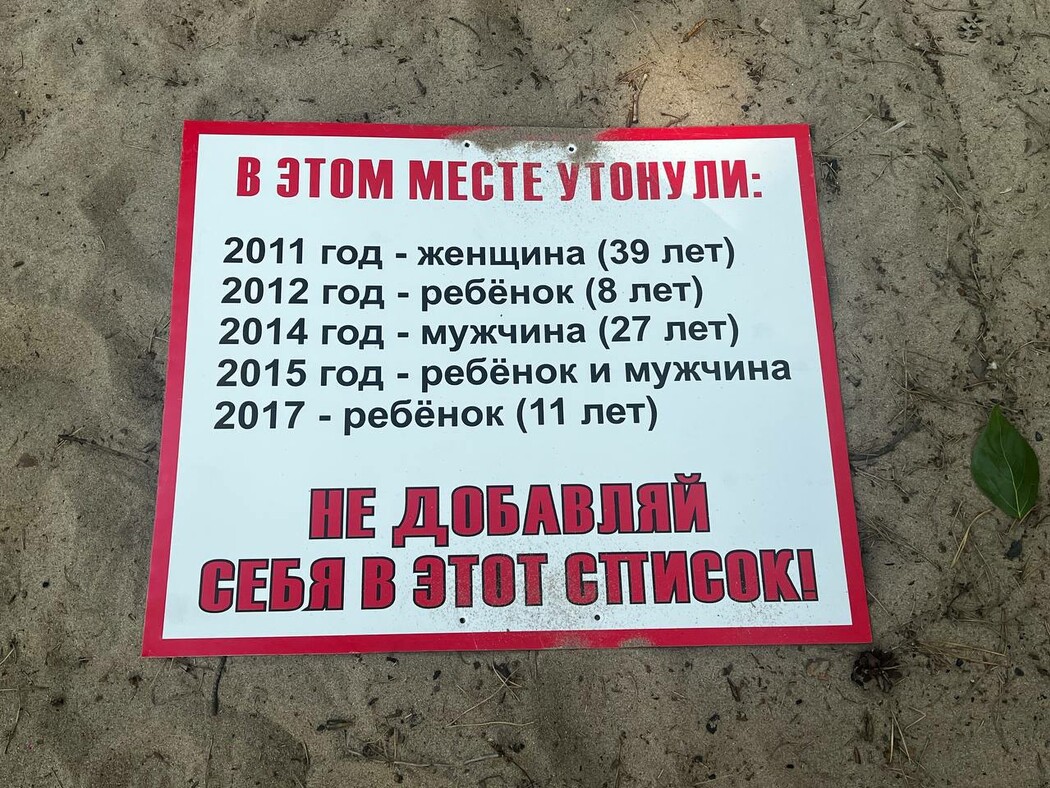 В ЭТОМ МЕСТЕ УТОНУЛИ:
2011 год - женщина (39 лет)
2012 год - ребёнок (8 лет)
2014 год - мужчина (27 лет)
2015 год - ребёнок и мужчина
2017 - ребёнок (11 лет)
НЕ ДОБАВЛЯЙ
СЕБЯ В ЭТОТ СПИСОК!